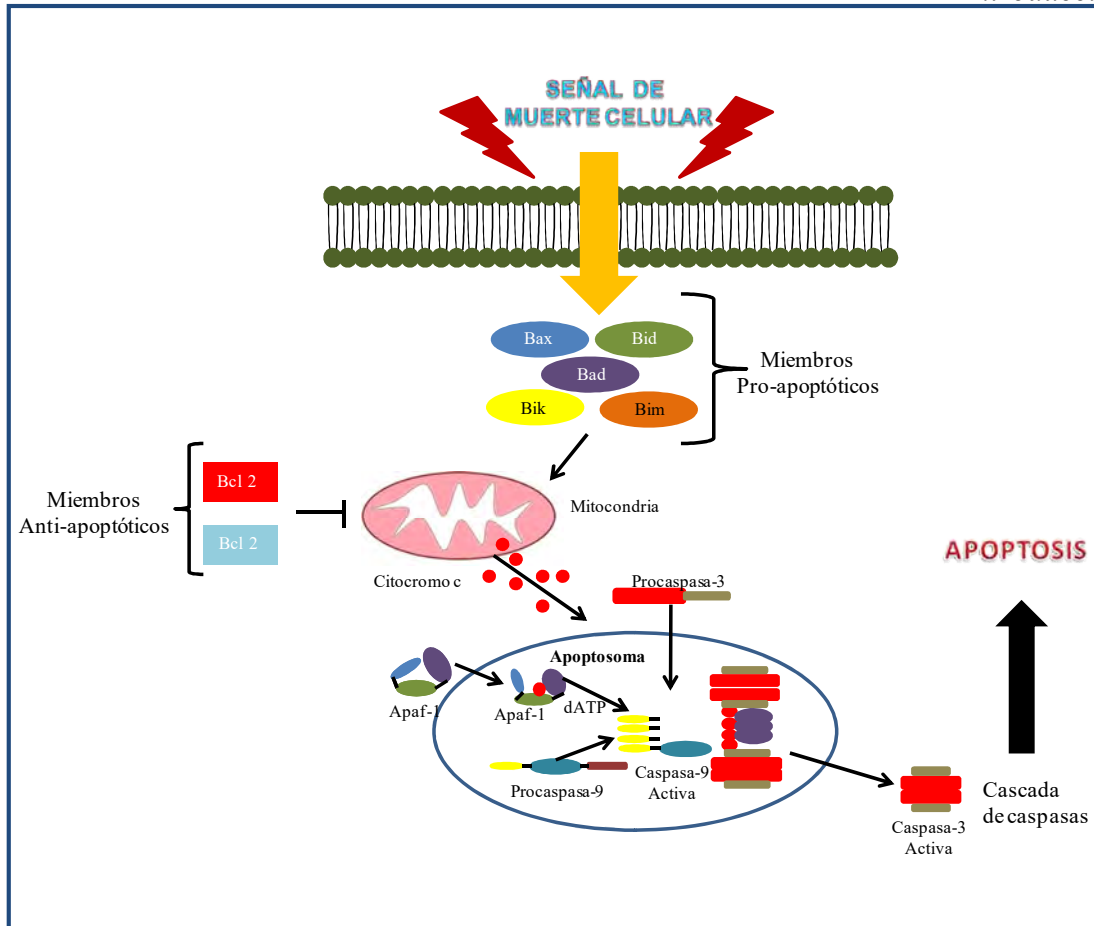 SEÑAL DE
MUERTE CELULAR
Bax
Bid
Bad
Bik
Bim
Miembros
Pro-apoptóticos
Bcl 2
Bcl 2
Miembros
Anti-apoptóticos
Mitocondria
Citocromo c
Procaspasa-3
APOPTOSIS
Apoptosoma
Apaf-1
Apaf-1
dATP
Procaspasa-9
Caspasa-9
Activa
Caspasa-3
Activa
Cascada
de caspasas